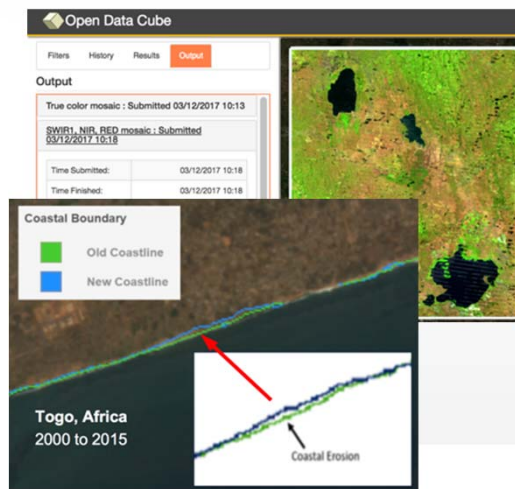 Open Data Cube
Filters History Results Output
Output
True color mosaic : Submitted 03/12/2017 10:13
SWIR1, NIR, RED mosaic : Submitted
03/12/2017 10:18
Time Submitted: 03/12/2017 10:18
Time Finished: 03/12/2017 10:18
Coastal Boundary
Old Coastline
New Coastline
Togo, Africa
2000 to 2015
Coastal Erosion